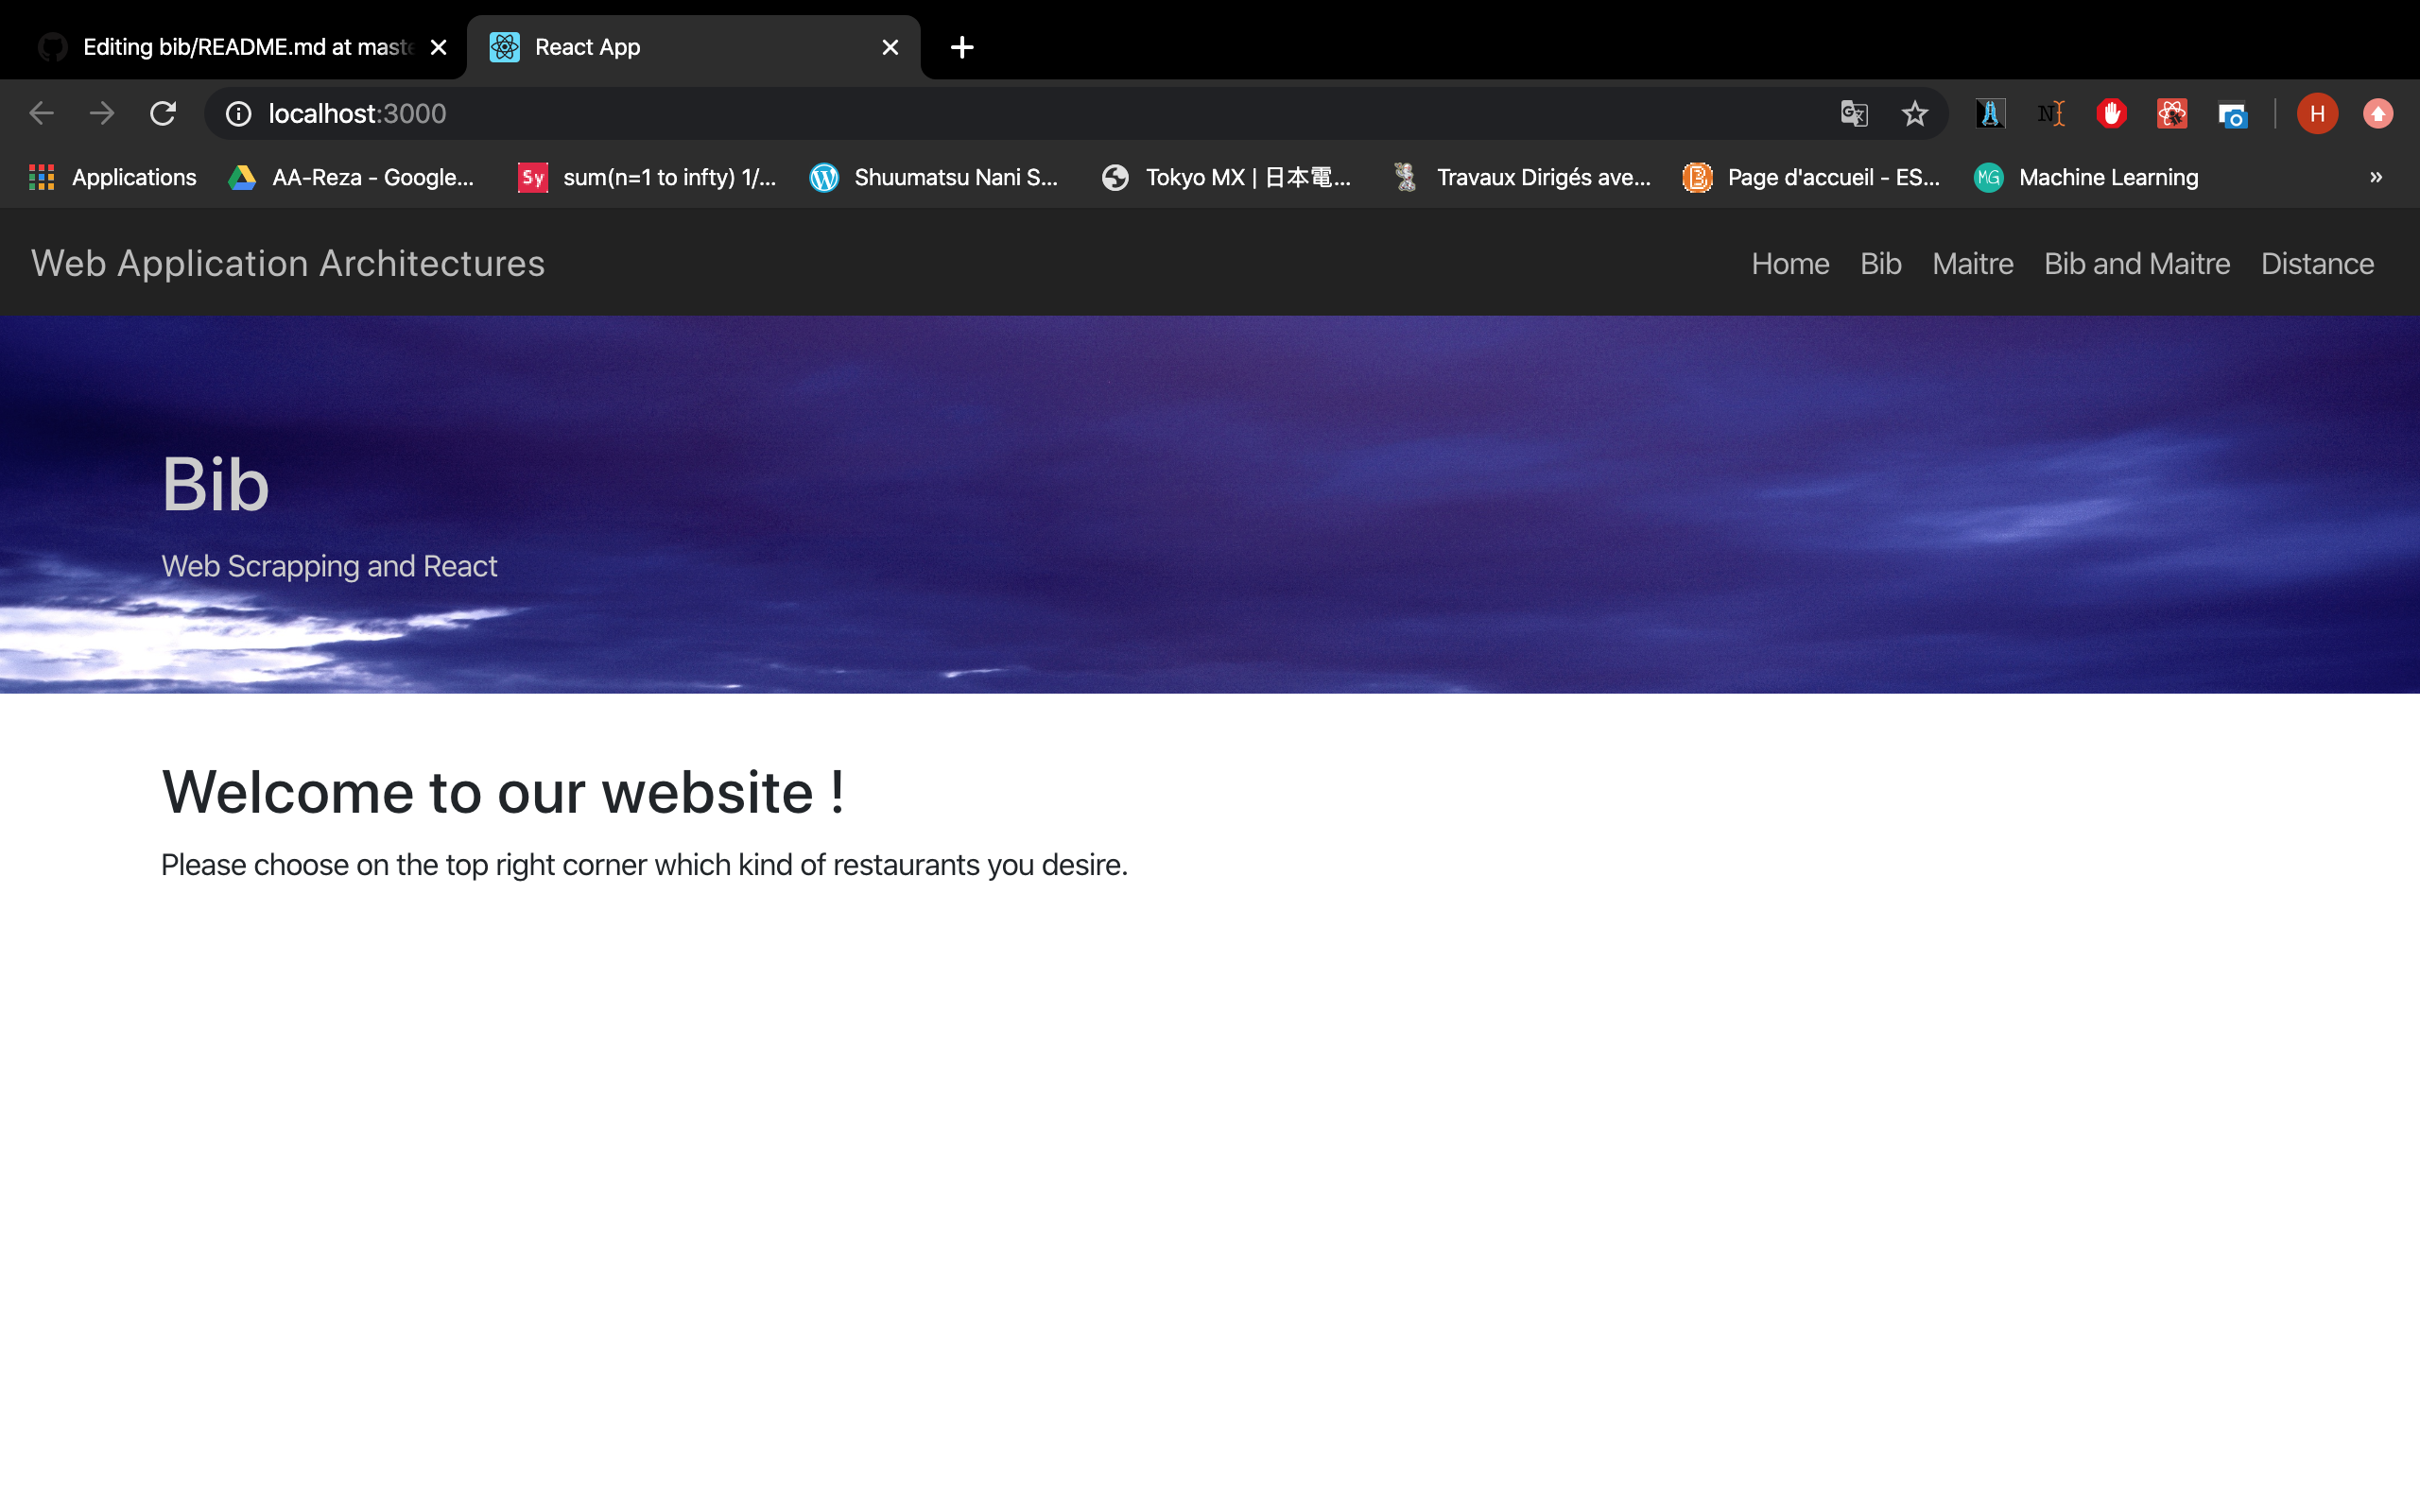 Editing bib/README.md at maste
React App
localhost:3000
Applications
AA-Reza - Google...
Sy
sum(n=1 to infty) 1/...
Shuumatsu Nani S...
Tokyo MX | 日本電...
Travaux Dirigés ave...
Page d'accueil - ES...
MG
Machine Learning
»
H
Web Application Architectures
Home Bib Maitre Bib and Maitre Distance
Bib
Web Scrapping and React
Welcome to our website !
Please choose on the top right corner which kind of restaurants you desire.